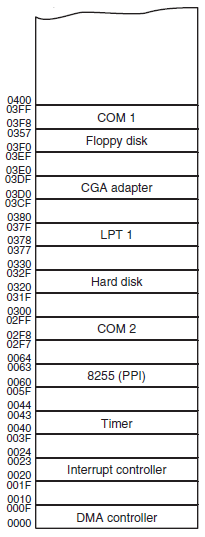 0400
03FF
COM 1
03F8
0357
Floppy disk
03F0
03EF
03E0
03DF
CGA adapter
03D0
03CF
0380
037F
LPT 1
0378
0377
0330
032F
Hard disk
0320
031F
0300
02FF
COM 2
02F8
02F7
0064
0063
8255 (PPI)
0060
005F
0044
0043
Timer
0040
003F
0024
0023
Interrupt controller
0020
001F
0010
000F
DMA controller
0000